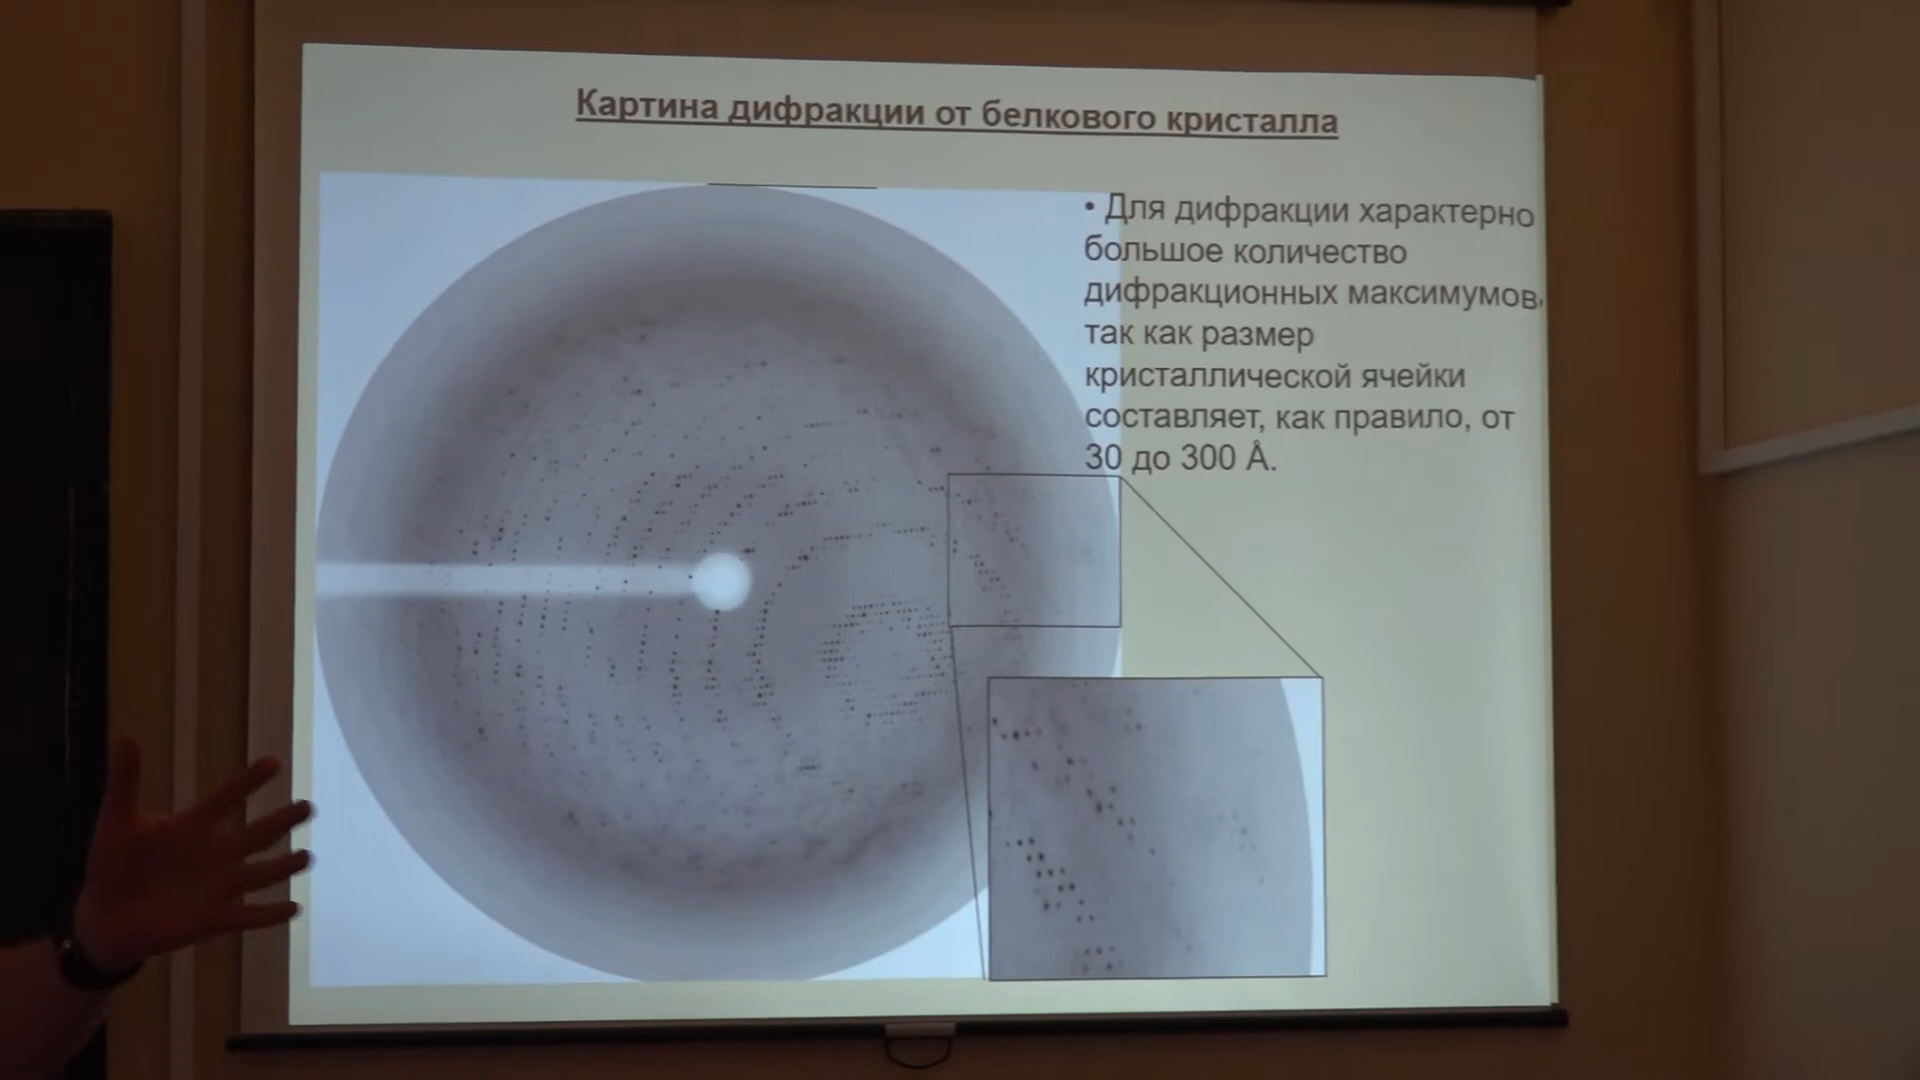 Картина дифракции от белкового кристалла
• Для дифракции характерно
большое количество
дифракционных максимумов,
так как размер
кристаллической ячейки
составляет, как правило, от
30 до 300 Å.